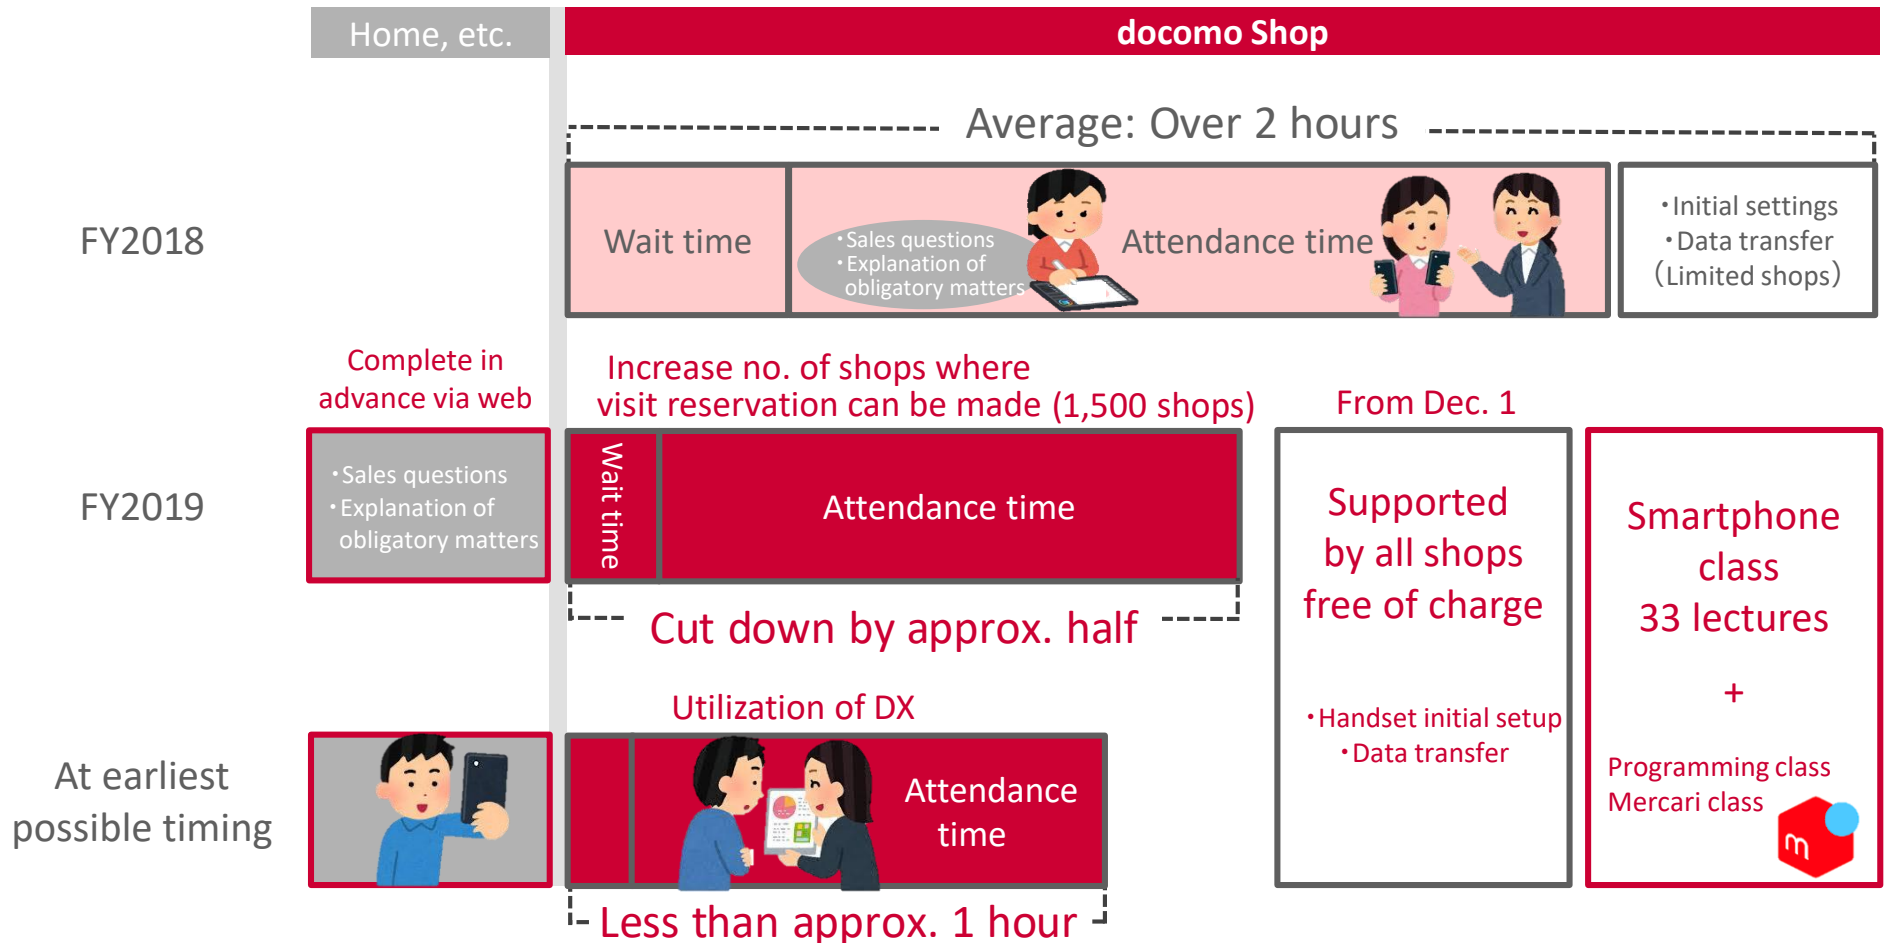 Home, etc.
docomo Shop
Average: Over 2 hours
FY2018
Wait time
・Sales questions
・Explanation of
obligatory matters
Attendance time
・Initial settings
・Data transfer
（Limited shops）
Complete in
advance via web
Increase no. of shops where
visit reservation can be made (1,500 shops)
From Dec. 1
FY2019
・Sales questions
・Explanation of
obligatory matters
Wait time
Attendance time
Cut down by approx. half
Supported
by all shops
free of charge
・Handset initial setup
・Data transfer
Smartphone
class
33 lectures
+
Programming class
Mercari class
m
Utilization of DX
At earliest
possible timing
Attendance
time
Less than approx. 1 hour